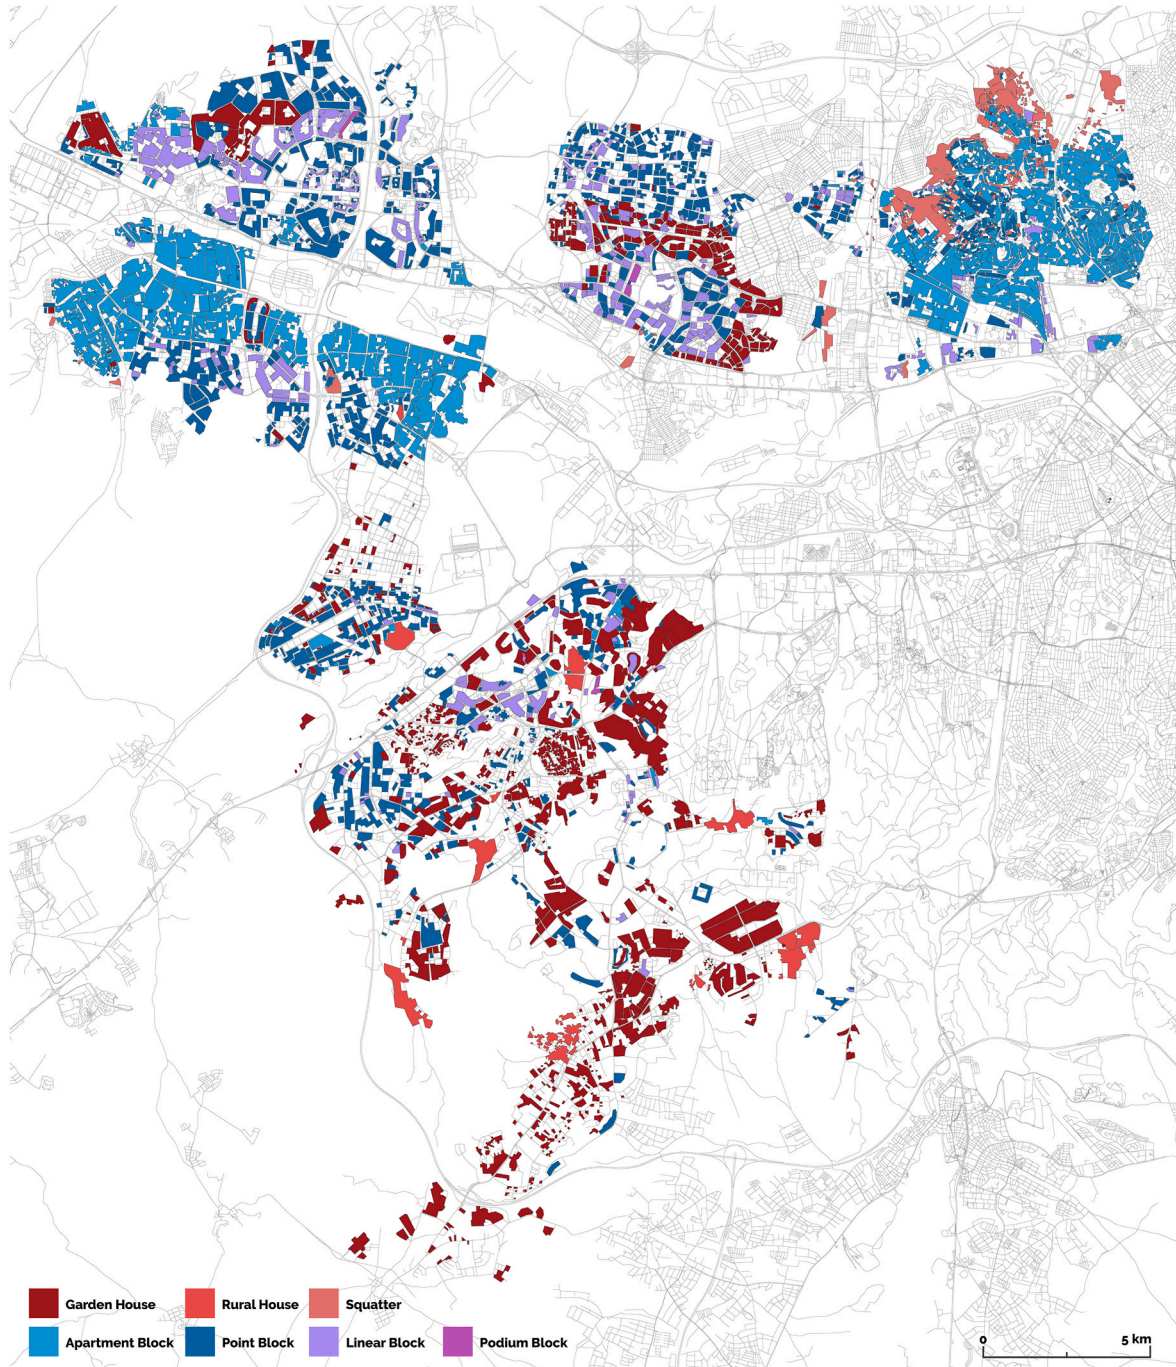 Garden House Rural House Squatter
Apartment Block Point Block Linear Block Podium Block
0 5 km